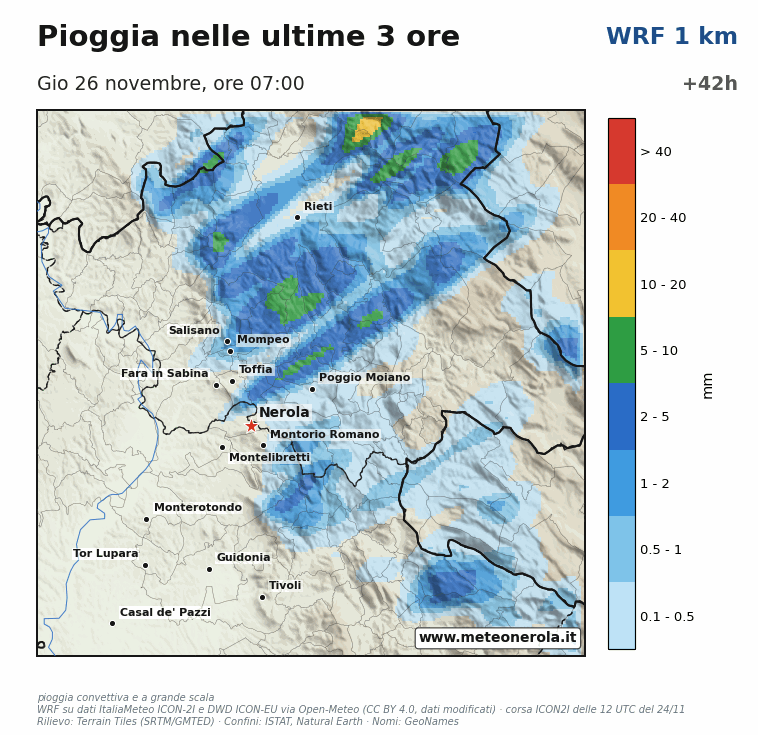 Pioggia nelle ultime 3 ore
WRF 1 km
Gio 26 novembre, ore 07:00
+42h
Rieti
Salisano
Mompeo
Toffia
Fara in Sabina
Poggio Moiano
Nerola
Montorio Romano
Montelibretti
Monterotondo
Tor Lupara
Guidonia
Tivoli
Casal de' Pazzi
www.meteonerola.it
> 40
20 - 40
10 - 20
5 - 10
2 - 5
1 - 2
0.5 - 1
0.1 - 0.5
mm
pioggia convettiva e a grande scala
WRF su dati ItaliaMeteo ICON-2I e DWD ICON-EU via Open-Meteo (CC BY 4.0, dati modificati) · corsa ICON2I delle 12 UTC del 24/11
Rilievo: Terrain Tiles (SRTM/GMTED) · Confini: ISTAT, Natural Earth · Nomi: GeoNames